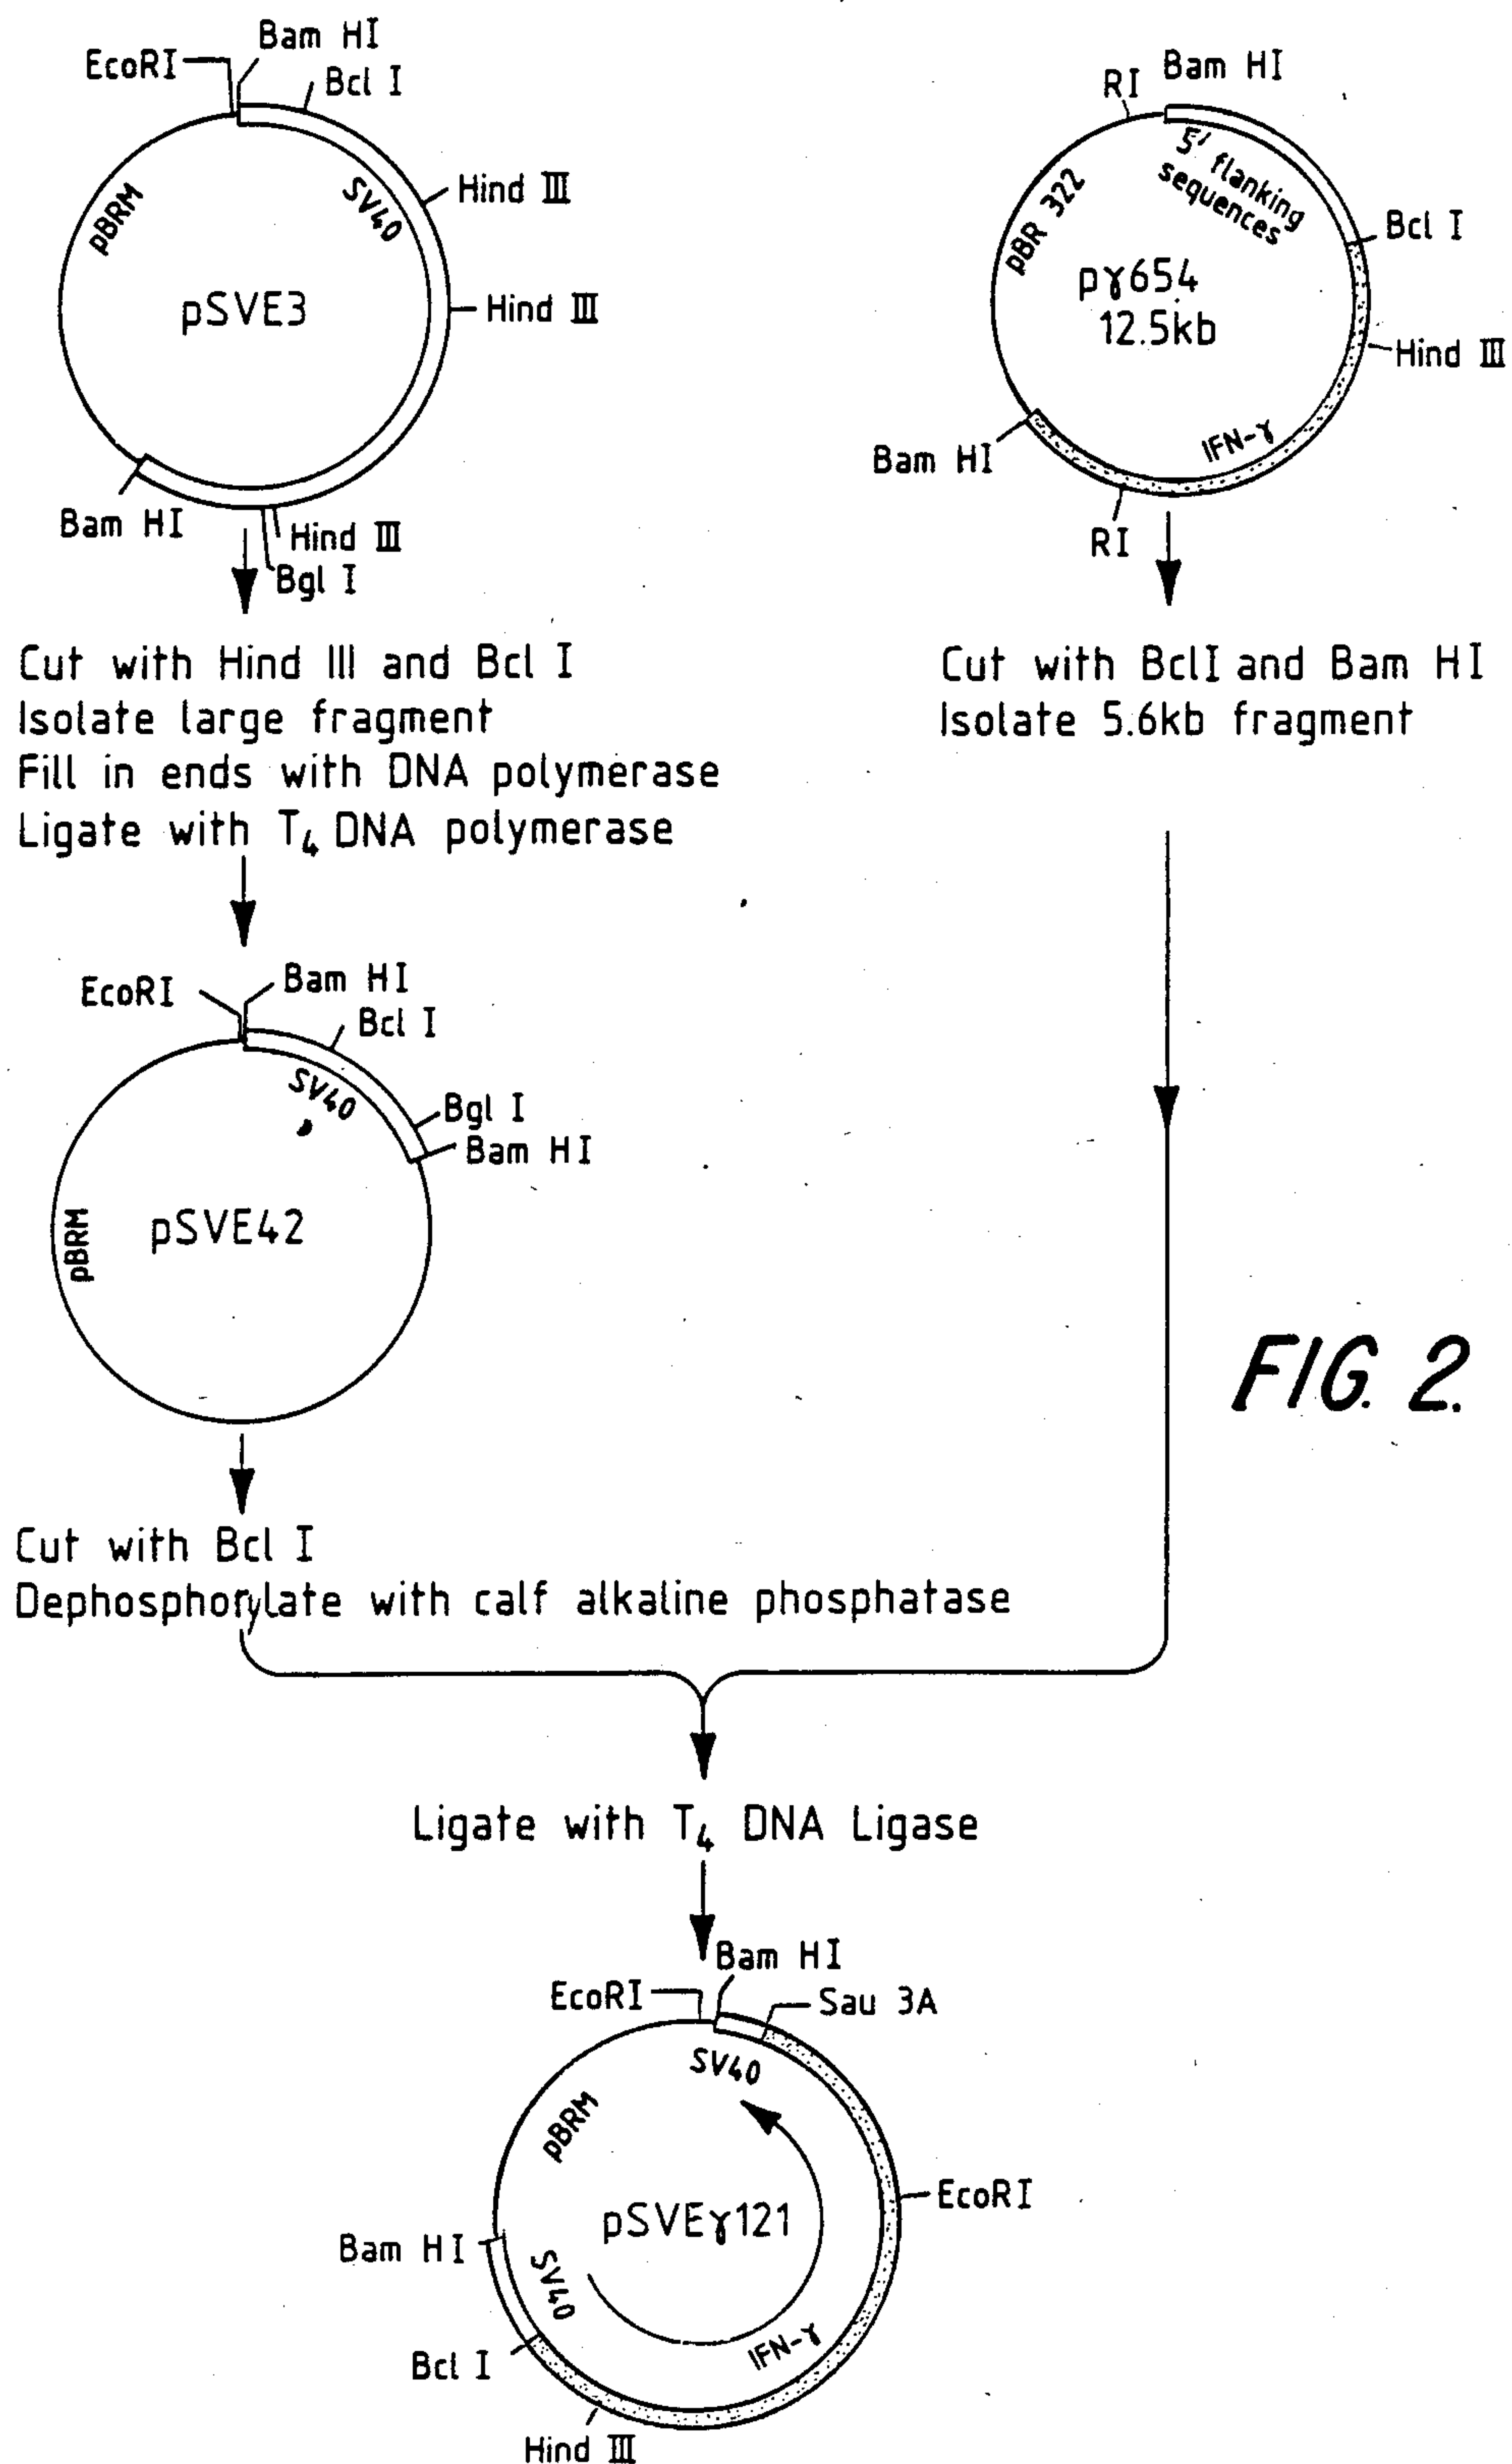 EcoRI
Bam HI
Bcl I
Hind III
Hind III
SV40
pBRM
pSVE3
Bam HI
Hind III
Bgl I
RI
Bam HI
5' flanking
sequences
pBR 322
Bcl I
pγ654
12.5kb
Hind III
Bam HI
IFN-γ
RI
Cut with Hind III and Bcl I
Isolate large fragment
Fill in ends with DNA polymerase
Ligate with T4 DNA polymerase
Cut with BclI and Bam HI
Isolate 5.6kb fragment
EcoRI
Bam HI
Bcl I
SV40
Bgl I
Bam HI
pBRM
pSVE42
FIG. 2.
Cut with Bcl I
Dephosphorylate with calf alkaline phosphatase
Ligate with T4 DNA Ligase
EcoRI
Bam HI
Sau 3A
SV40
pBRM
EcoRI
pSVEγ121
Bam HI
SV40
IFN-γ
Bcl I
Hind III